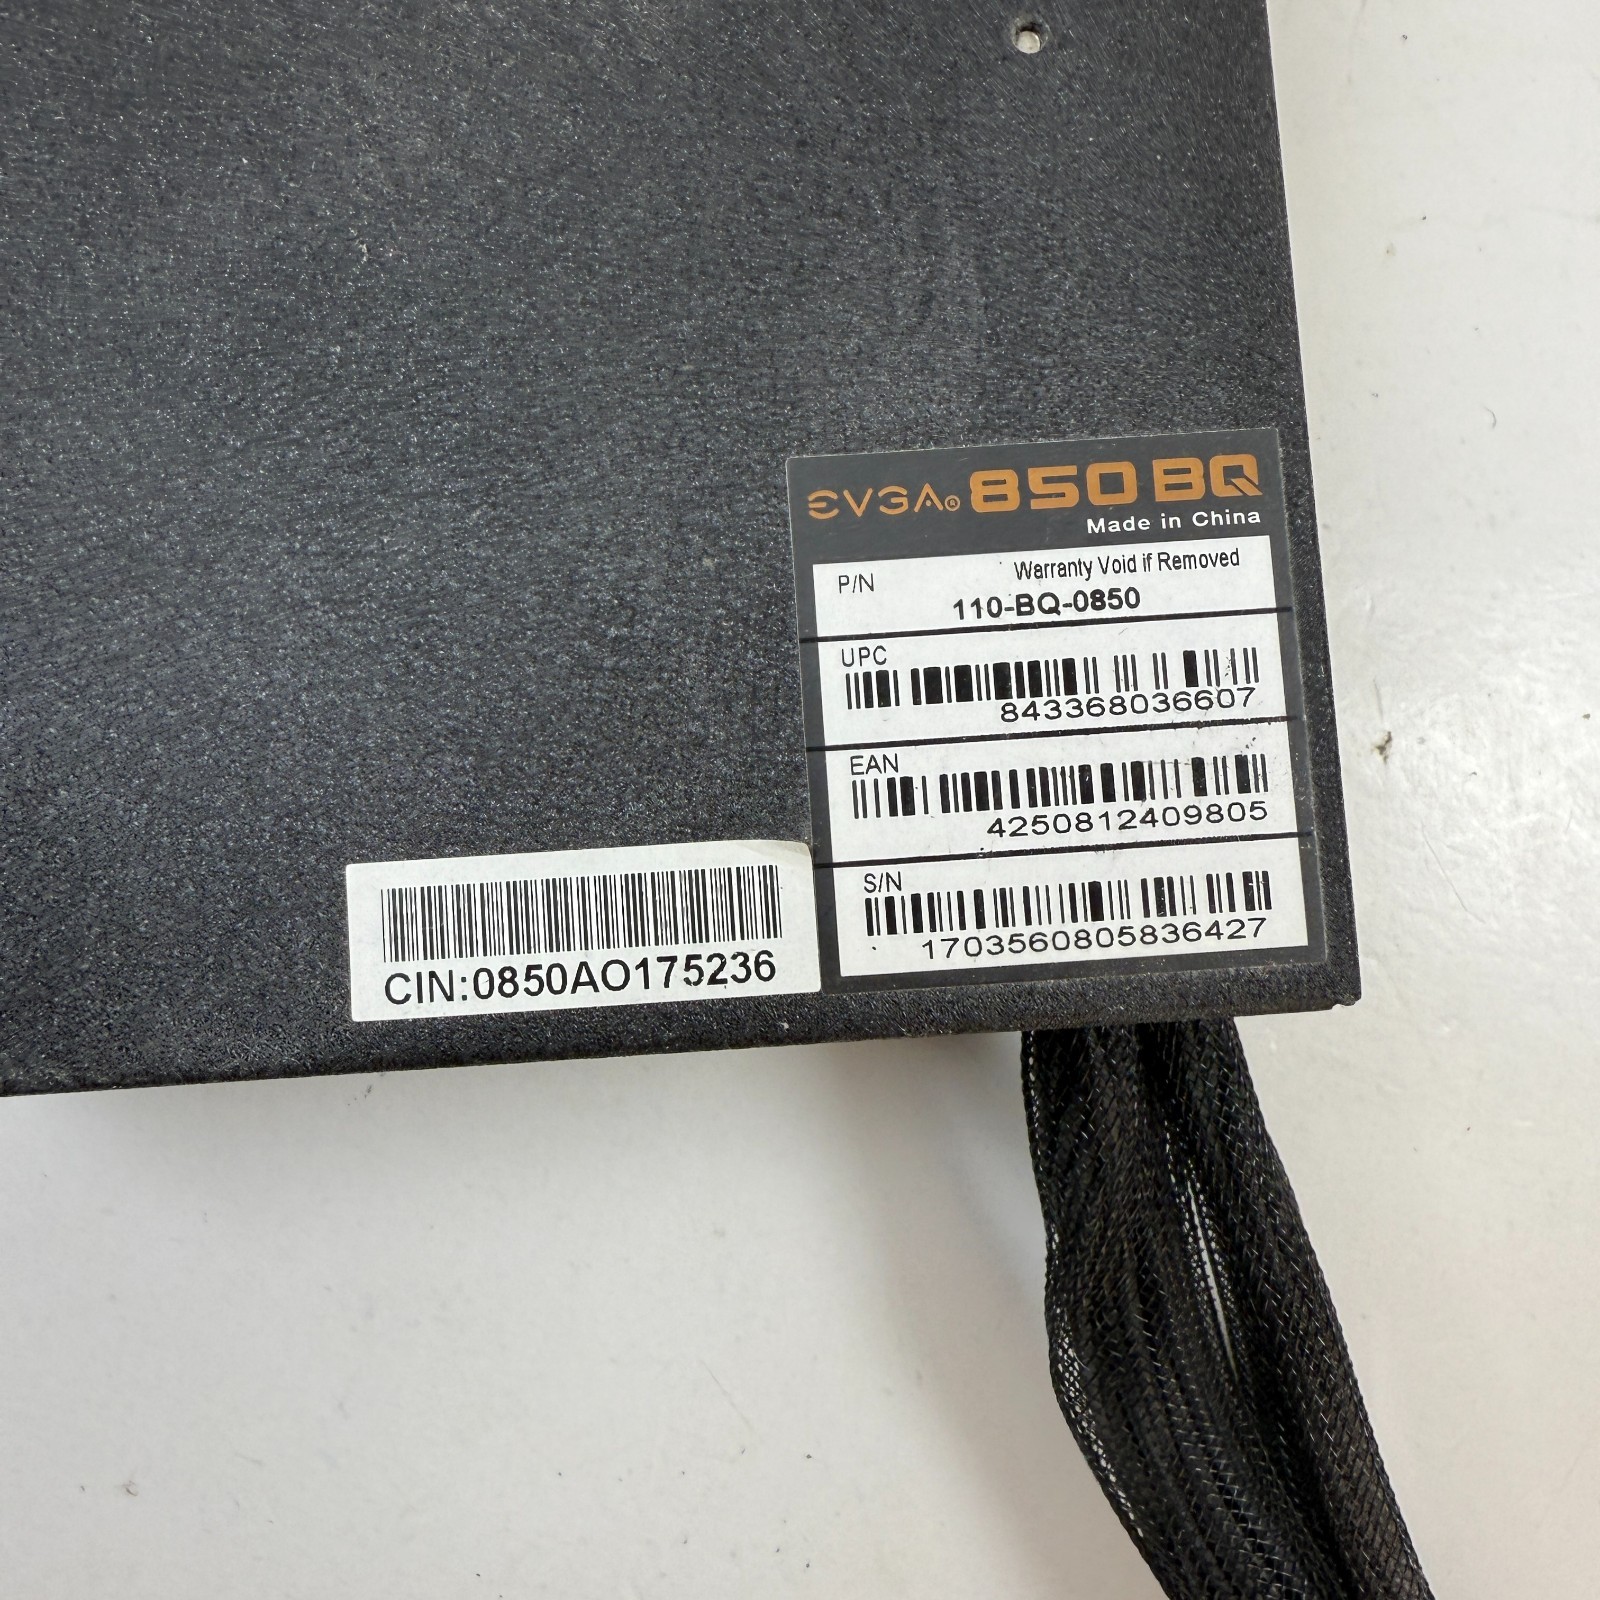 EVGA® 850 BQ
Made in China
Warranty Void if Removed
P/N
110-BQ-0850
UPC
843368036607
EAN
4250812409805
S/N
1703560805836427
CIN:0850AO175236